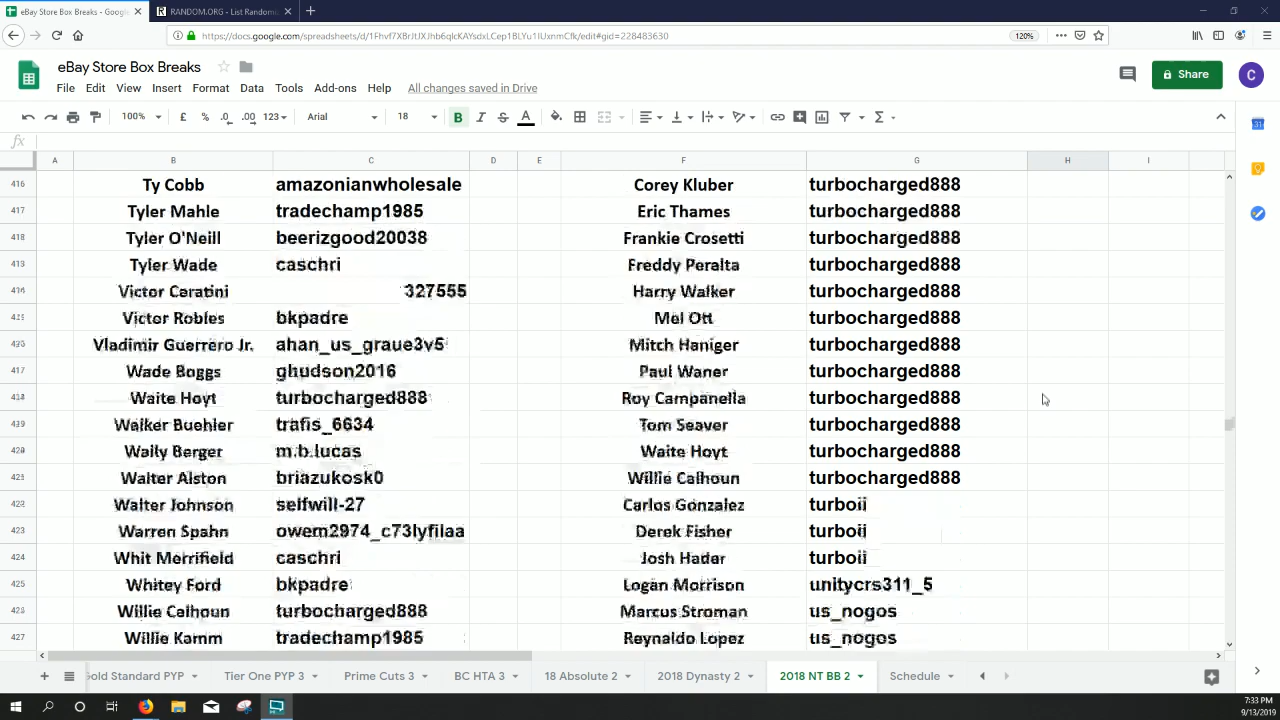 eBay Store Box Breaks - Google
RANDOM.ORG - List Randomi
120%
eBay Store Box Breaks
File Edit View Insert Format Data Tools Add-ons Help All changes saved in Drive
Share
C
100% £ % .0 .00 123 Arial 18 B I S A
fx
A B C D E F G H I
416 Ty Cobb amazonianwholesale Corey Kluber turbocharged888
417 Tyler Mahle tradechamp1985 Eric Thames turbocharged888
418 Tyler O'Neill beerizgood20038 Frankie Crosetti turbocharged888
Tyler Wade caschri Freddy Peralta turbocharged888
Victor Caratini 327555 Harry Walker turbocharged888
Victor Robles bkpadre Mel Ott turbocharged888
Vladimir Guerrero Jr. ahan_us_graue3v5 Mitch Haniger turbocharged888
Wade Boggs ghudson2016 Paul Waner turbocharged888
Waite Hoyt turbocharged888 Roy Campanella turbocharged888
Walker Buehler trafis_6634 Tom Seaver turbocharged888
Wally Berger m.b.lucas Waite Hoyt turbocharged888
Walter Alston briazukosk0 Willie Calhoun turbocharged888
Walter Johnson selfwill-27 Carlos Gonzalez turboii
Warren Spahn owem2974_c73lyfilaa Derek Fisher turboii
424 Whit Merrifield caschri Josh Hader turboii
425 Whitey Ford bkpadre Logan Morrison unitycrs311_5
Willie Calhoun turbocharged888 Marcus Stroman us_nogos
427 Willie Kamm tradechamp1985 Reynaldo Lopez us_nogos
Gold Standard PYP Tier One PYP 3 Prime Cuts 3 BC HTA 3 18 Absolute 2 2018 Dynasty 2 2018 NT BB 2 Schedule
7:33 PM
9/13/2019